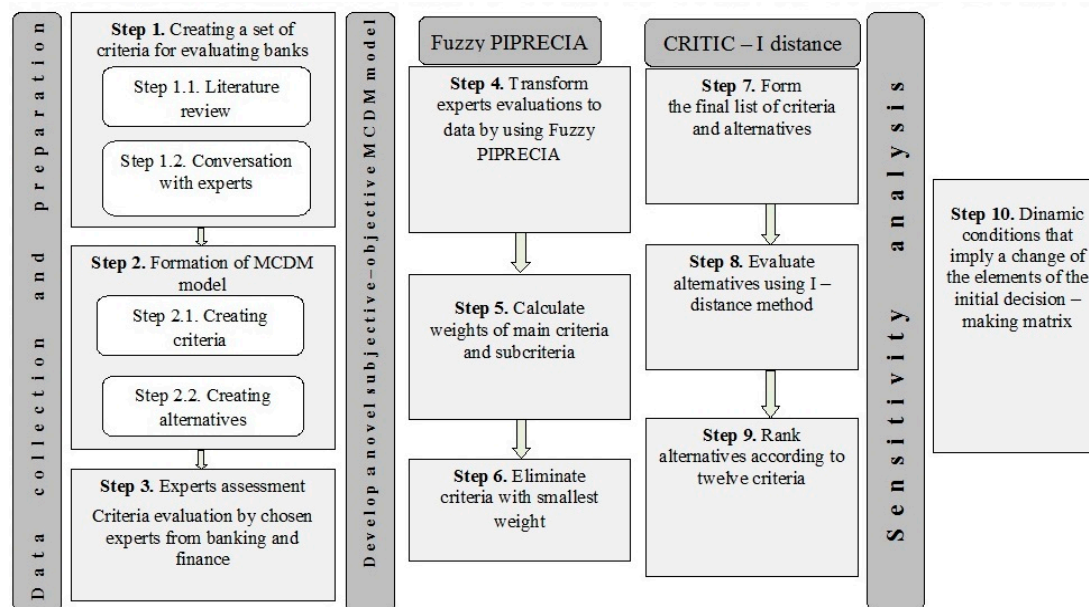 Data collection and preparation
Step 1. Creating a set of
criteria for evaluating banks
Step 1.1. Literature
review
Step 1.2. Conversation
with experts
Step 2. Formation of MCDM
model
Step 2.1. Creating
criteria
Step 2.2. Creating
alternatives
Step 3. Experts assessment
Criteria evaluation by chosen
experts from banking and
finance
Develop a novel subjective-objective MCDM model
Fuzzy PIPRECIA
Step 4. Transform
experts evaluations to
data by using Fuzzy
PIPRECIA
Step 5. Calculate
weights of main criteria
and subcriteria
Step 6. Eliminate
criteria with smallest
weight
CRITIC – I distance
Step 7. Form
the final list of criteria
and alternatives
Step 8. Evaluate
alternatives using I –
distance method
Step 9. Rank
alternatives according to
twelve criteria
Sensitivity analysis
Step 10. Dinamic
conditions that
imply a change of
the elements of the
initial decision –
making matrix